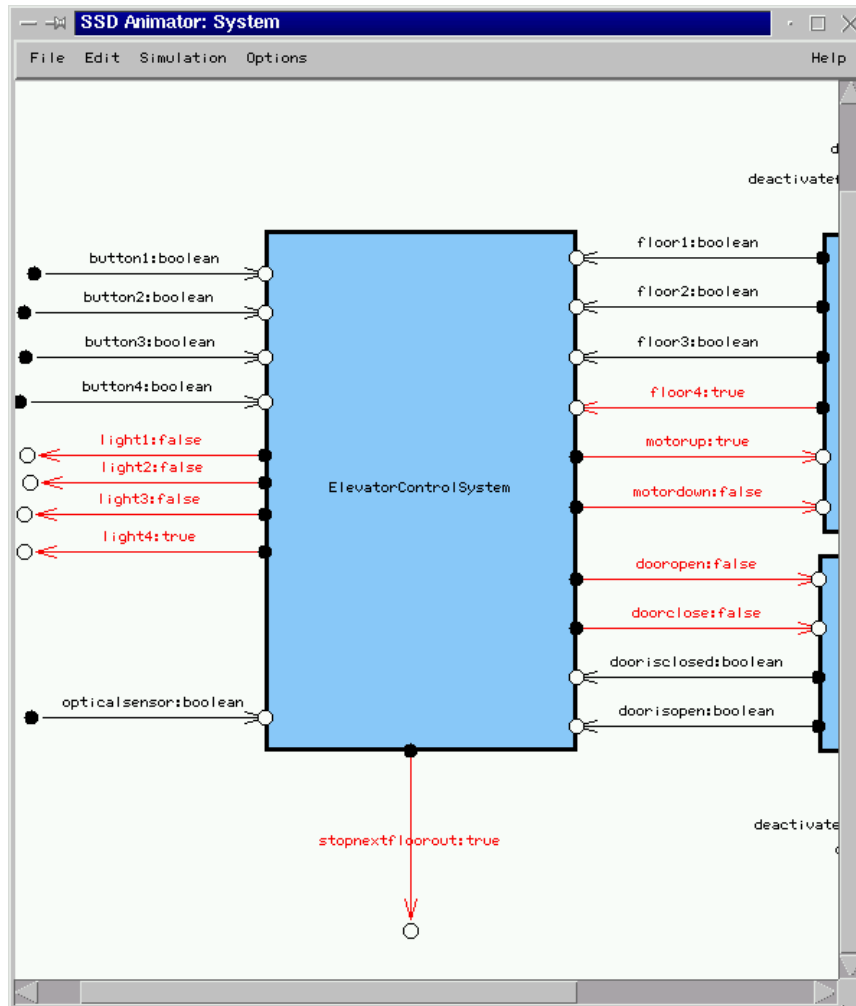 SSD Animator: System
File Edit Simulation Options Help
button1:boolean
button2:boolean
button3:boolean
button4:boolean
light1:false
light2:false
light3:false
light4:true
opticalsensor:boolean
ElevatorControlSystem
stopnextfloorout:true
floor1:boolean
floor2:boolean
floor3:boolean
floor4:true
motorup:true
motordown:false
dooropen:false
doorclose:false
doorisclosed:boolean
doorisopen:boolean
deactivate